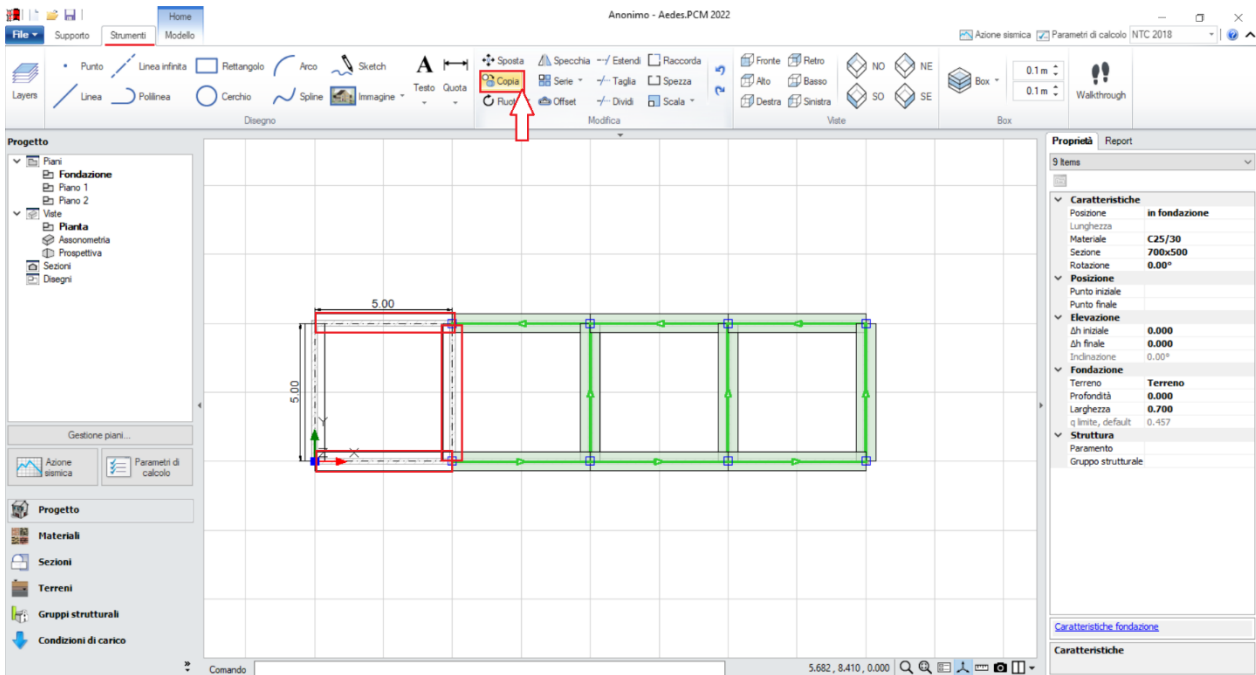 Anonimo - Aedes.PCM 2022
Home
File
Supporto
Strumenti
Modello
Azione sismica
Parametri di calcolo
NTC 2018
Layers
Punto
Linea infinita
Rettangolo
Arco
Sketch
Linea
Polilinea
Cerchio
Spline
Immagine
A
Testo
Quota
Disegno
Sposta
Specchia
Estendi
Raccorda
Copia
Serie
Taglia
Spezza
Offset
Dividi
Scala
Modifica
Fronte
Retro
Alto
Basso
Destra
Sinistra
NO
NE
SO
SE
Viste
Box
0.1 m
0.1 m
Box
Walkthrough
Progetto
Piani
Fondazione
Piano 1
Piano 2
Viste
Pianta
Assonometria
Prospettiva
Sezioni
Disegni
Gestione piani...
Azione sismica
Parametri di calcolo
Progetto
Materiali
Sezioni
Terreni
Gruppi strutturali
Condizioni di carico
5.00
5.00
Y
X
Z
Comando
5.682 , 8.410 , 0.000
Proprietà
Report
9 Items
Caratteristiche
Posizione in fondazione
Lunghezza
Materiale C25/30
Sezione 700x500
Rotazione 0.00°
Posizione
Punto iniziale
Punto finale
Elevazione
Δh iniziale 0.000
Δh finale 0.000
Indinazione 0.00°
Fondazione
Terreno Terreno
Profondità 0.000
Larghezza 0.700
q limite, default 0.457
Struttura
Paramento
Gruppo strutturale
Caratteristiche fondazione
Caratteristiche